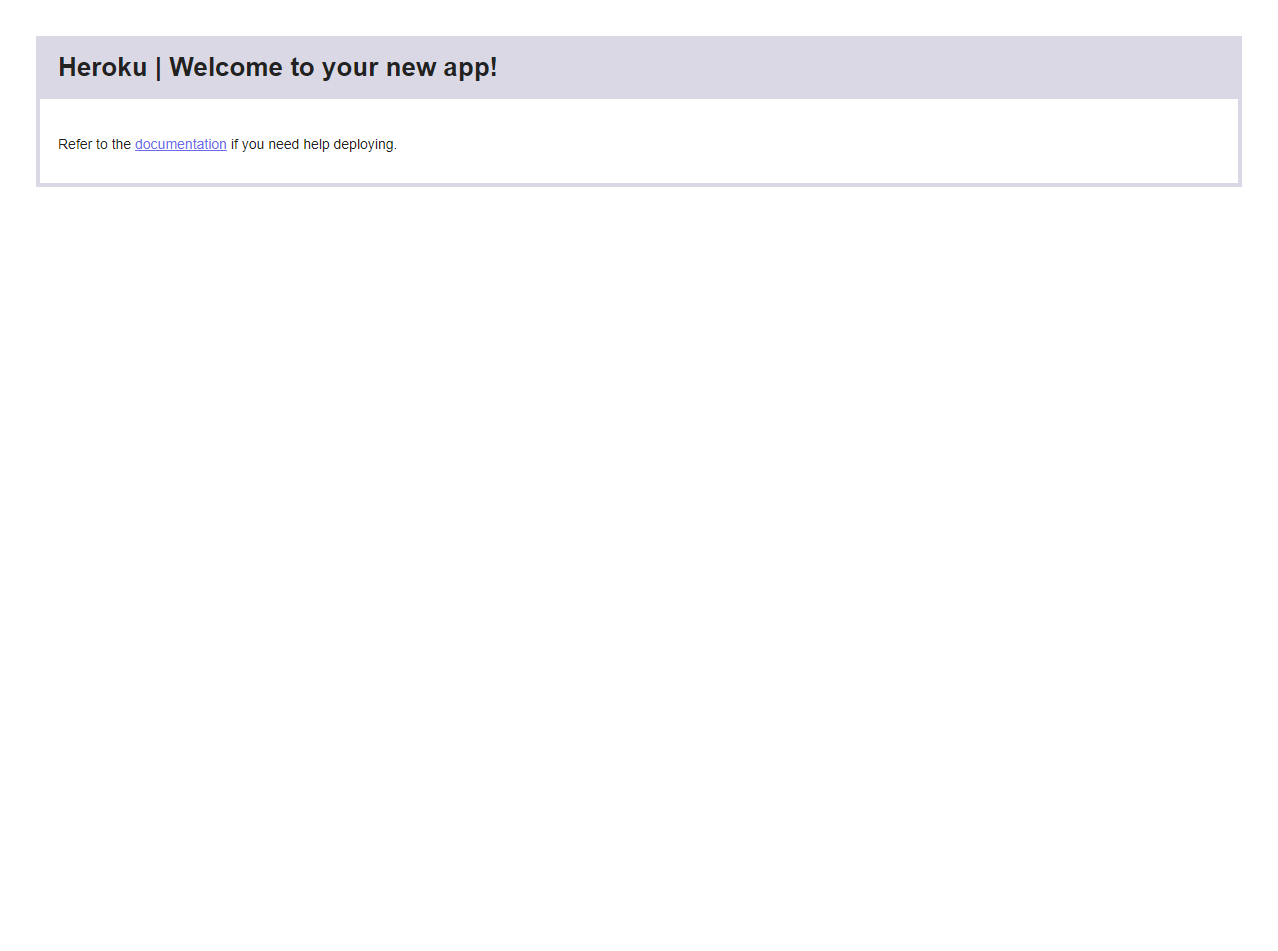 Heroku | Welcome to your new app!
Refer to the documentation if you need help deploying.